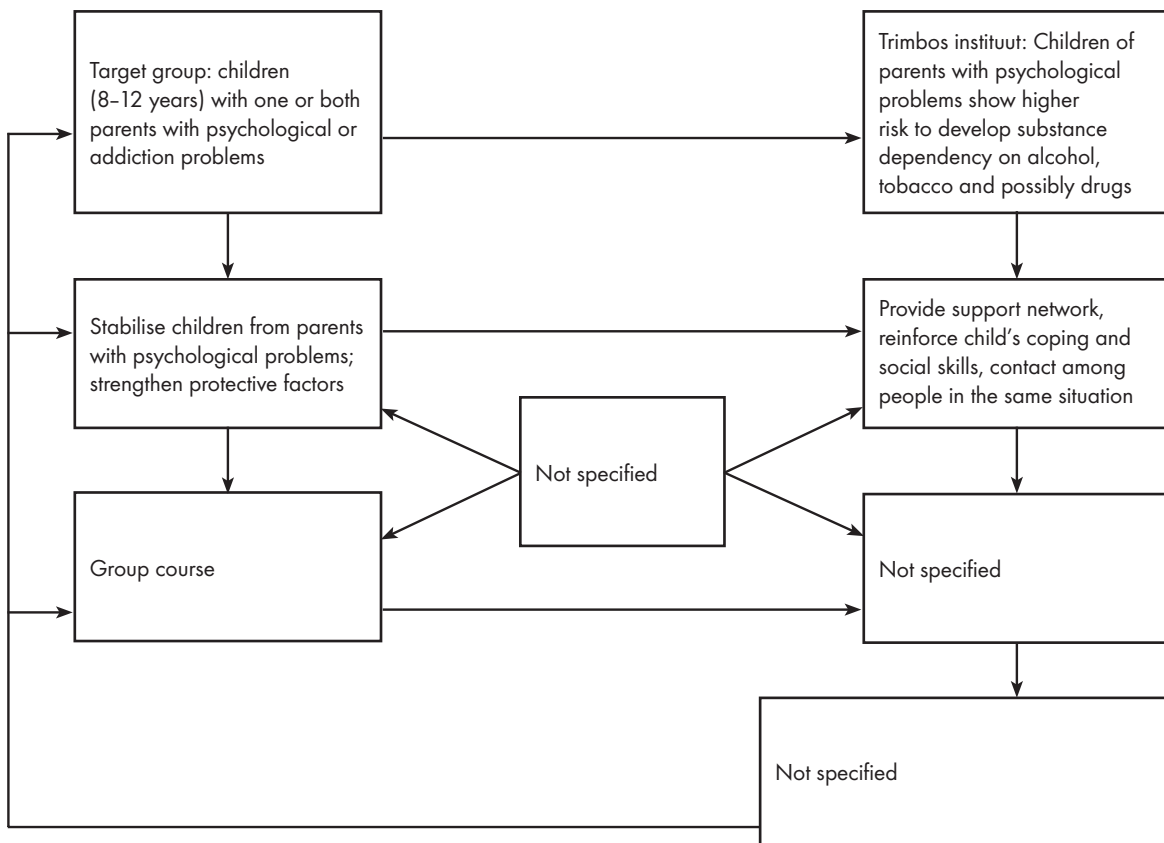 Target group: children
(8–12 years) with one or both
parents with psychological or
addiction problems
Trimbos instituut: Children of
parents with psychological
problems show higher
risk to develop substance
dependency on alcohol,
tobacco and possibly drugs
Stabilise children from parents
with psychological problems;
strengthen protective factors
Provide support network,
reinforce child’s coping and
social skills, contact among
people in the same situation
Not specified
Group course
Not specified
Not specified